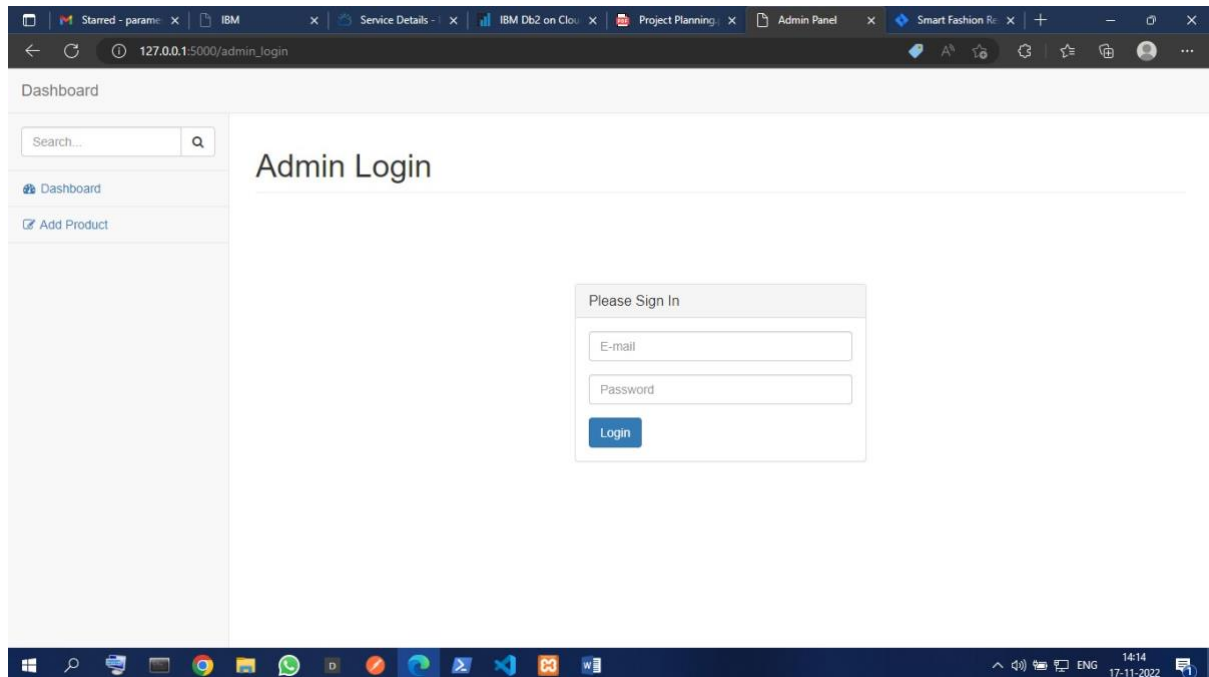 Starred - parame
IBM
Service Details - I
IBM Db2 on Clou
Project Planning.
Admin Panel
Smart Fashion Re
127.0.0.1:5000/admin_login
Dashboard
Search...
Dashboard
Add Product
Admin Login
Please Sign In
E-mail
Password
Login
ENG
14:14
17-11-2022